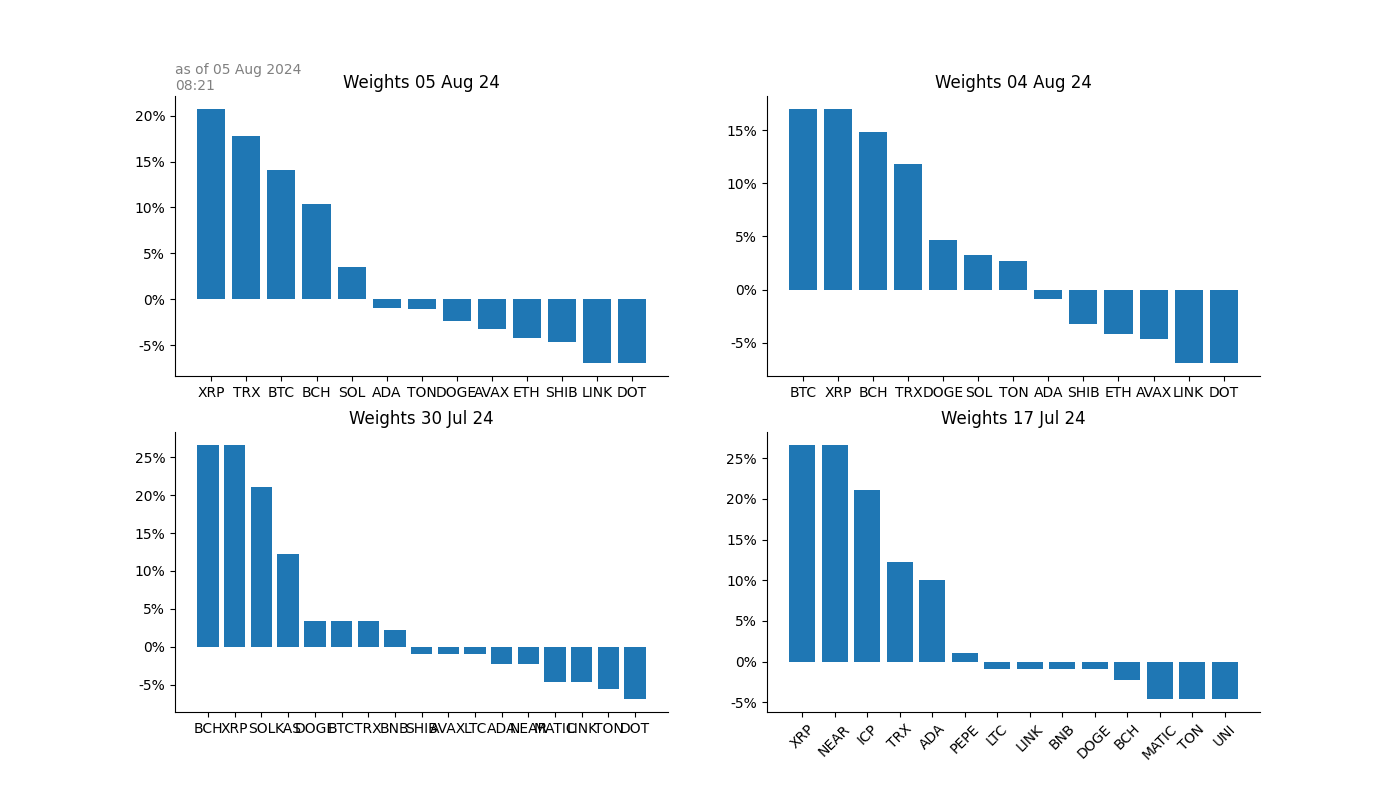 as of 05 Aug 2024
08:21
Weights 05 Aug 24
20%
15%
10%
5%
0%
-5%
XRP TRX BTC BCH SOL ADA TON DOGE AVAX ETH SHIB LINK DOT
Weights 04 Aug 24
15%
10%
5%
0%
-5%
BTC XRP BCH TRX DOGE SOL TON ADA SHIB ETH AVAX LINK DOT
Weights 30 Jul 24
25%
20%
15%
10%
5%
0%
-5%
BCH XRP SOL KAS DOGE BTC TRX BNB SHIB AVAX LTC ADA NEAR MATIC LINK TON DOT
Weights 17 Jul 24
25%
20%
15%
10%
5%
0%
-5%
XRP NEAR ICP TRX ADA PEPE LTC LINK BNB DOGE BCH MATIC TON UNI